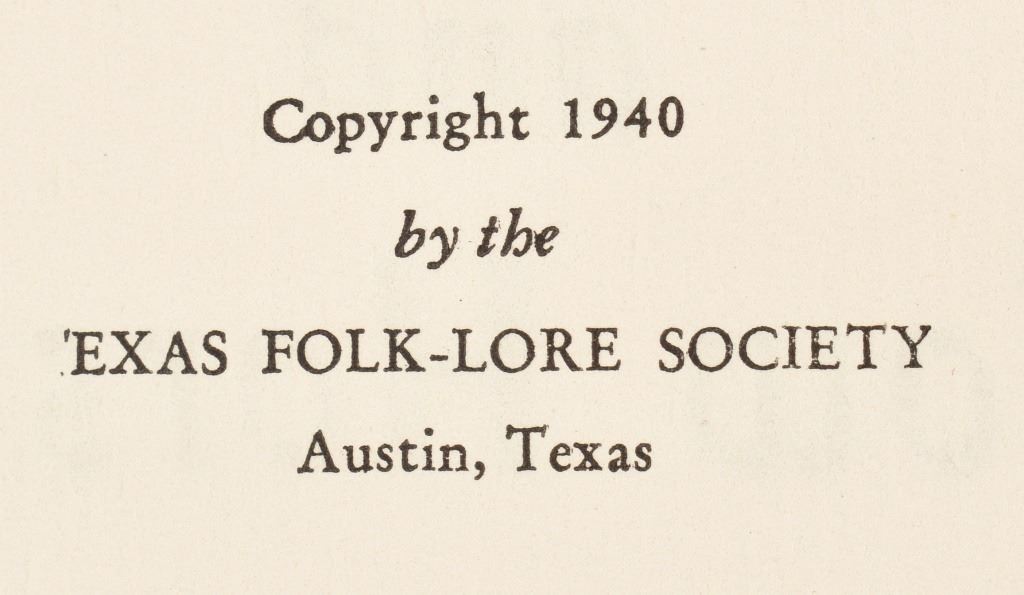 Copyright 1940
by the
'EXAS FOLK-LORE SOCIETY
Austin, Texas